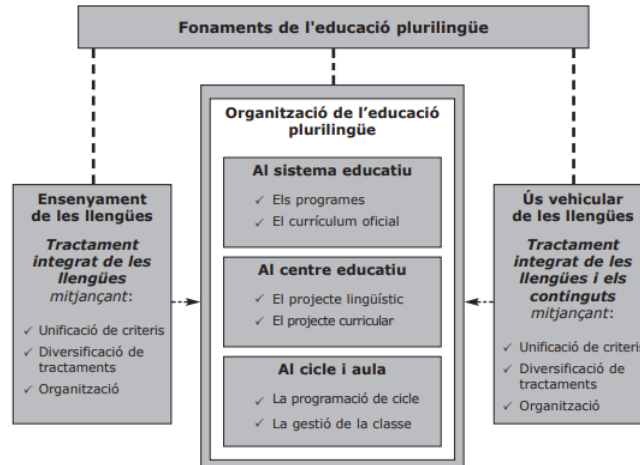 Fonaments de l'educació plurilingüe
Organització de l'educació
plurilingüe
Al sistema educatiu
✓ Els programes
✓ El currículum oficial
Al centre educatiu
✓ El projecte lingüístic
✓ El projecte curricular
Al cicle i aula
✓ La programació de cicle
✓ La gestió de la classe
Ensenyament
de les llengües
Tractament
integrat de les
llengües
mitjançant:
✓ Unificació de criteris
✓ Diversificació de
tractaments
✓ Organització
Ús vehicular
de les llengües
Tractament
integrat de les
llengües i els
continguts
mitjançant:
✓ Unificació de criteris
✓ Diversificació de
tractaments
✓ Organització